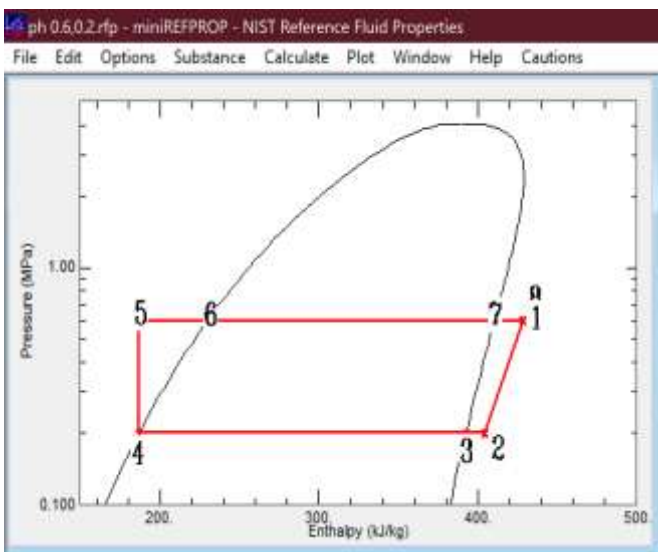 ph 0.6,0.2.rfp - miniREFPROP - NIST Reference Fluid Properties
File Edit Options Substance Calculate Plot Window Help Cautions
1.00
Pressure (MPa)
5 6 7 1
4 3 2
0.100
200. 300. 400. 500.
Enthalpy (kJ/kg)